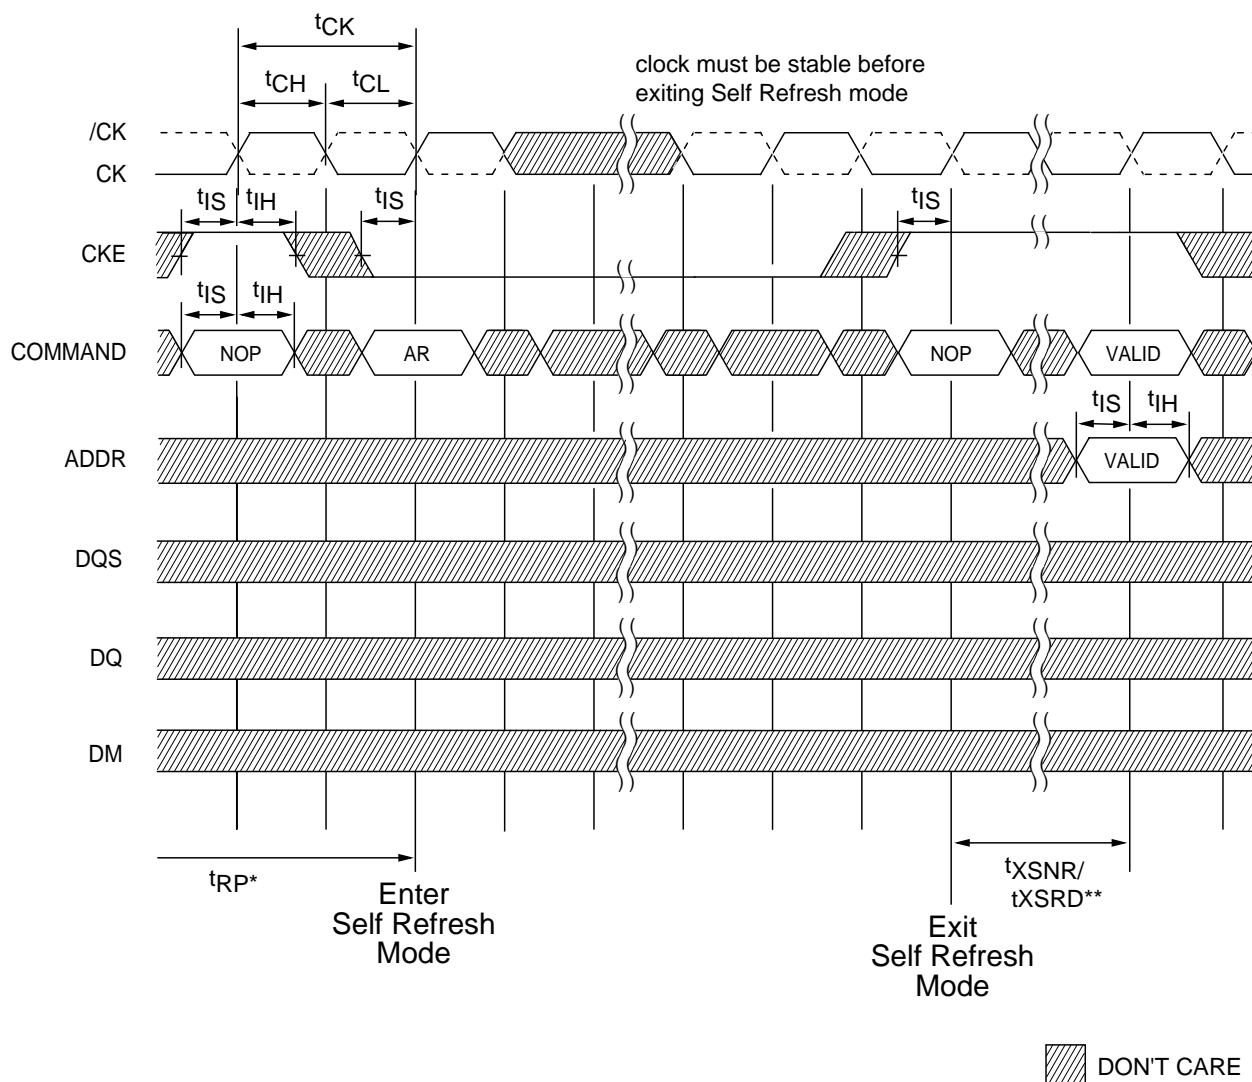 tCK
clock must be stable before
exiting Self Refresh mode
tCH
tCL
/CK
CK
tIS
tIH
tIS
tIS
CKE
tIS
tIH
COMMAND
NOP
AR
NOP
VALID
tIS
tIH
ADDR
VALID
DQS
DQ
DM
tRP*
Enter
Self Refresh
Mode
tXSNR/
tXSRD**
Exit
Self Refresh
Mode
DON'T CARE